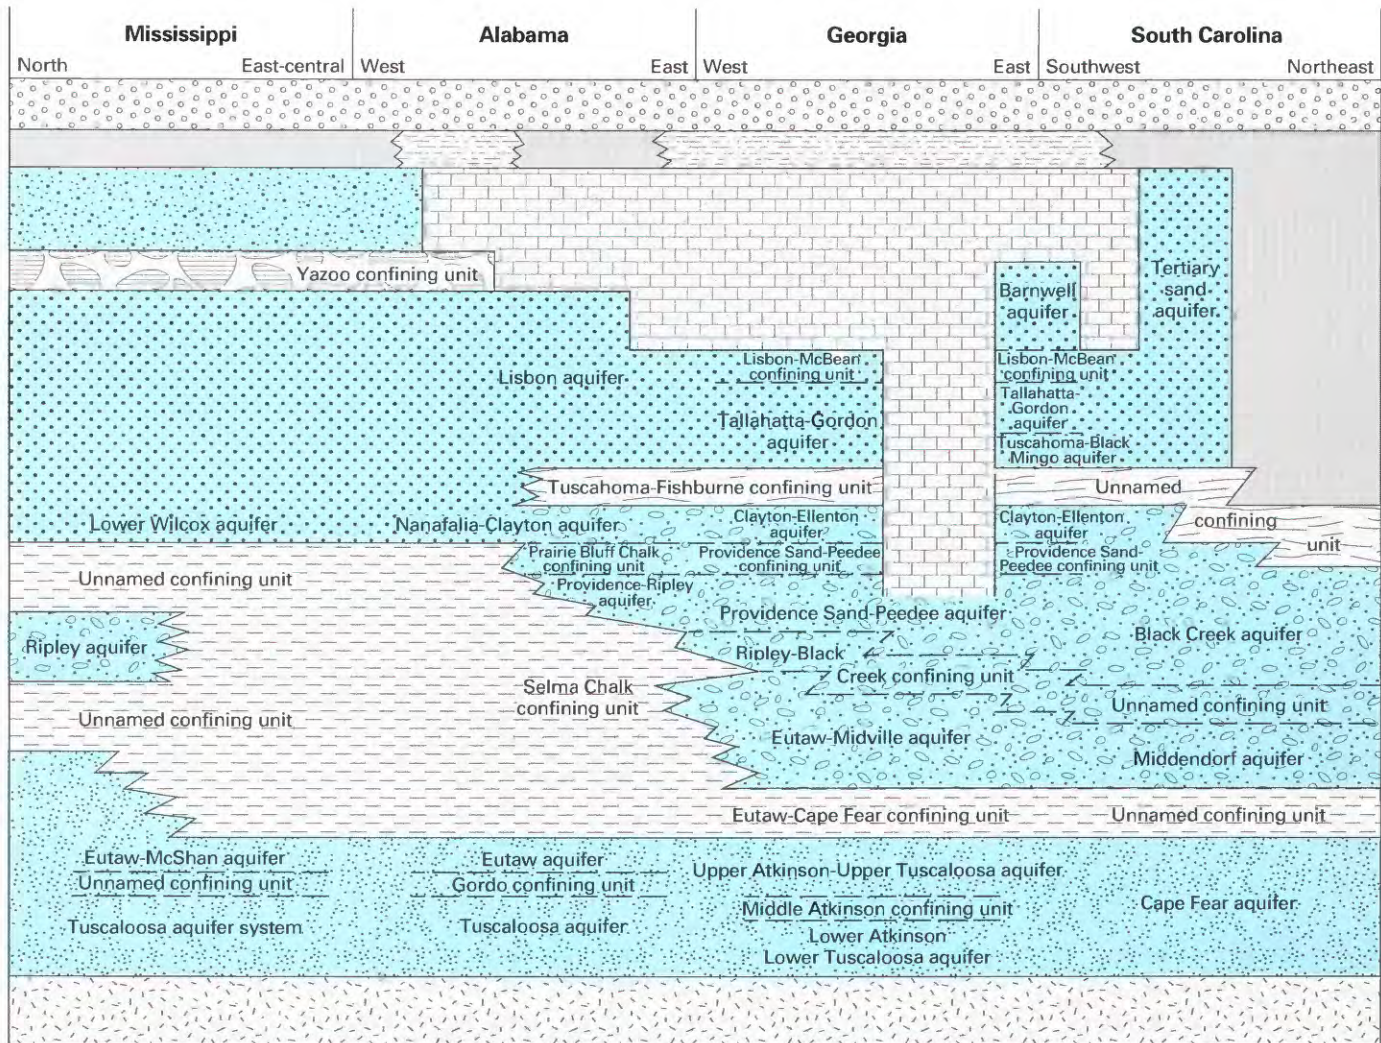 Mississippi
Alabama
Georgia
South Carolina
North
East-central
West
East
West
East
Southwest
Northeast
Yazoo confining unit
Barnwell
aquifer
Tertiary
sand
aquifer
Lisbon aquifer
Lisbon-McBean
confining unit
Lisbon-McBean
confining unit
Tallahatta-Gordon
aquifer
Tallahatta-
Gordon
aquifer
Tuscahoma-Black
Mingo aquifer
Tuscahoma-Fishburne confining unit
Unnamed
confining
unit
Lower Wilcox aquifer
Nanafalia-Clayton aquifer
Clayton-Ellenton
aquifer
Clayton-Ellenton
aquifer
Unnamed confining unit
Prairie Bluff Chalk
confining unit
Providence Sand-Peedee
confining unit
Providence Sand-
Peedee confining unit
Providence-Ripley
aquifer
Providence Sand-Peedee aquifer
Ripley aquifer
Ripley-Black
Creek confining unit
Black Creek aquifer
Unnamed confining unit
Selma Chalk
confining unit
Unnamed confining unit
Eutaw-Midville aquifer
Middendorf aquifer
Eutaw-Cape Fear confining unit
Unnamed confining unit
Eutaw-McShan aquifer
Unnamed confining unit
Tuscaloosa aquifer system
Eutaw aquifer
Gordo confining unit
Tuscaloosa aquifer
Upper Atkinson-Upper Tuscaloosa aquifer
Middle Atkinson confining unit
Lower Atkinson
Lower Tuscaloosa aquifer
Cape Fear aquifer